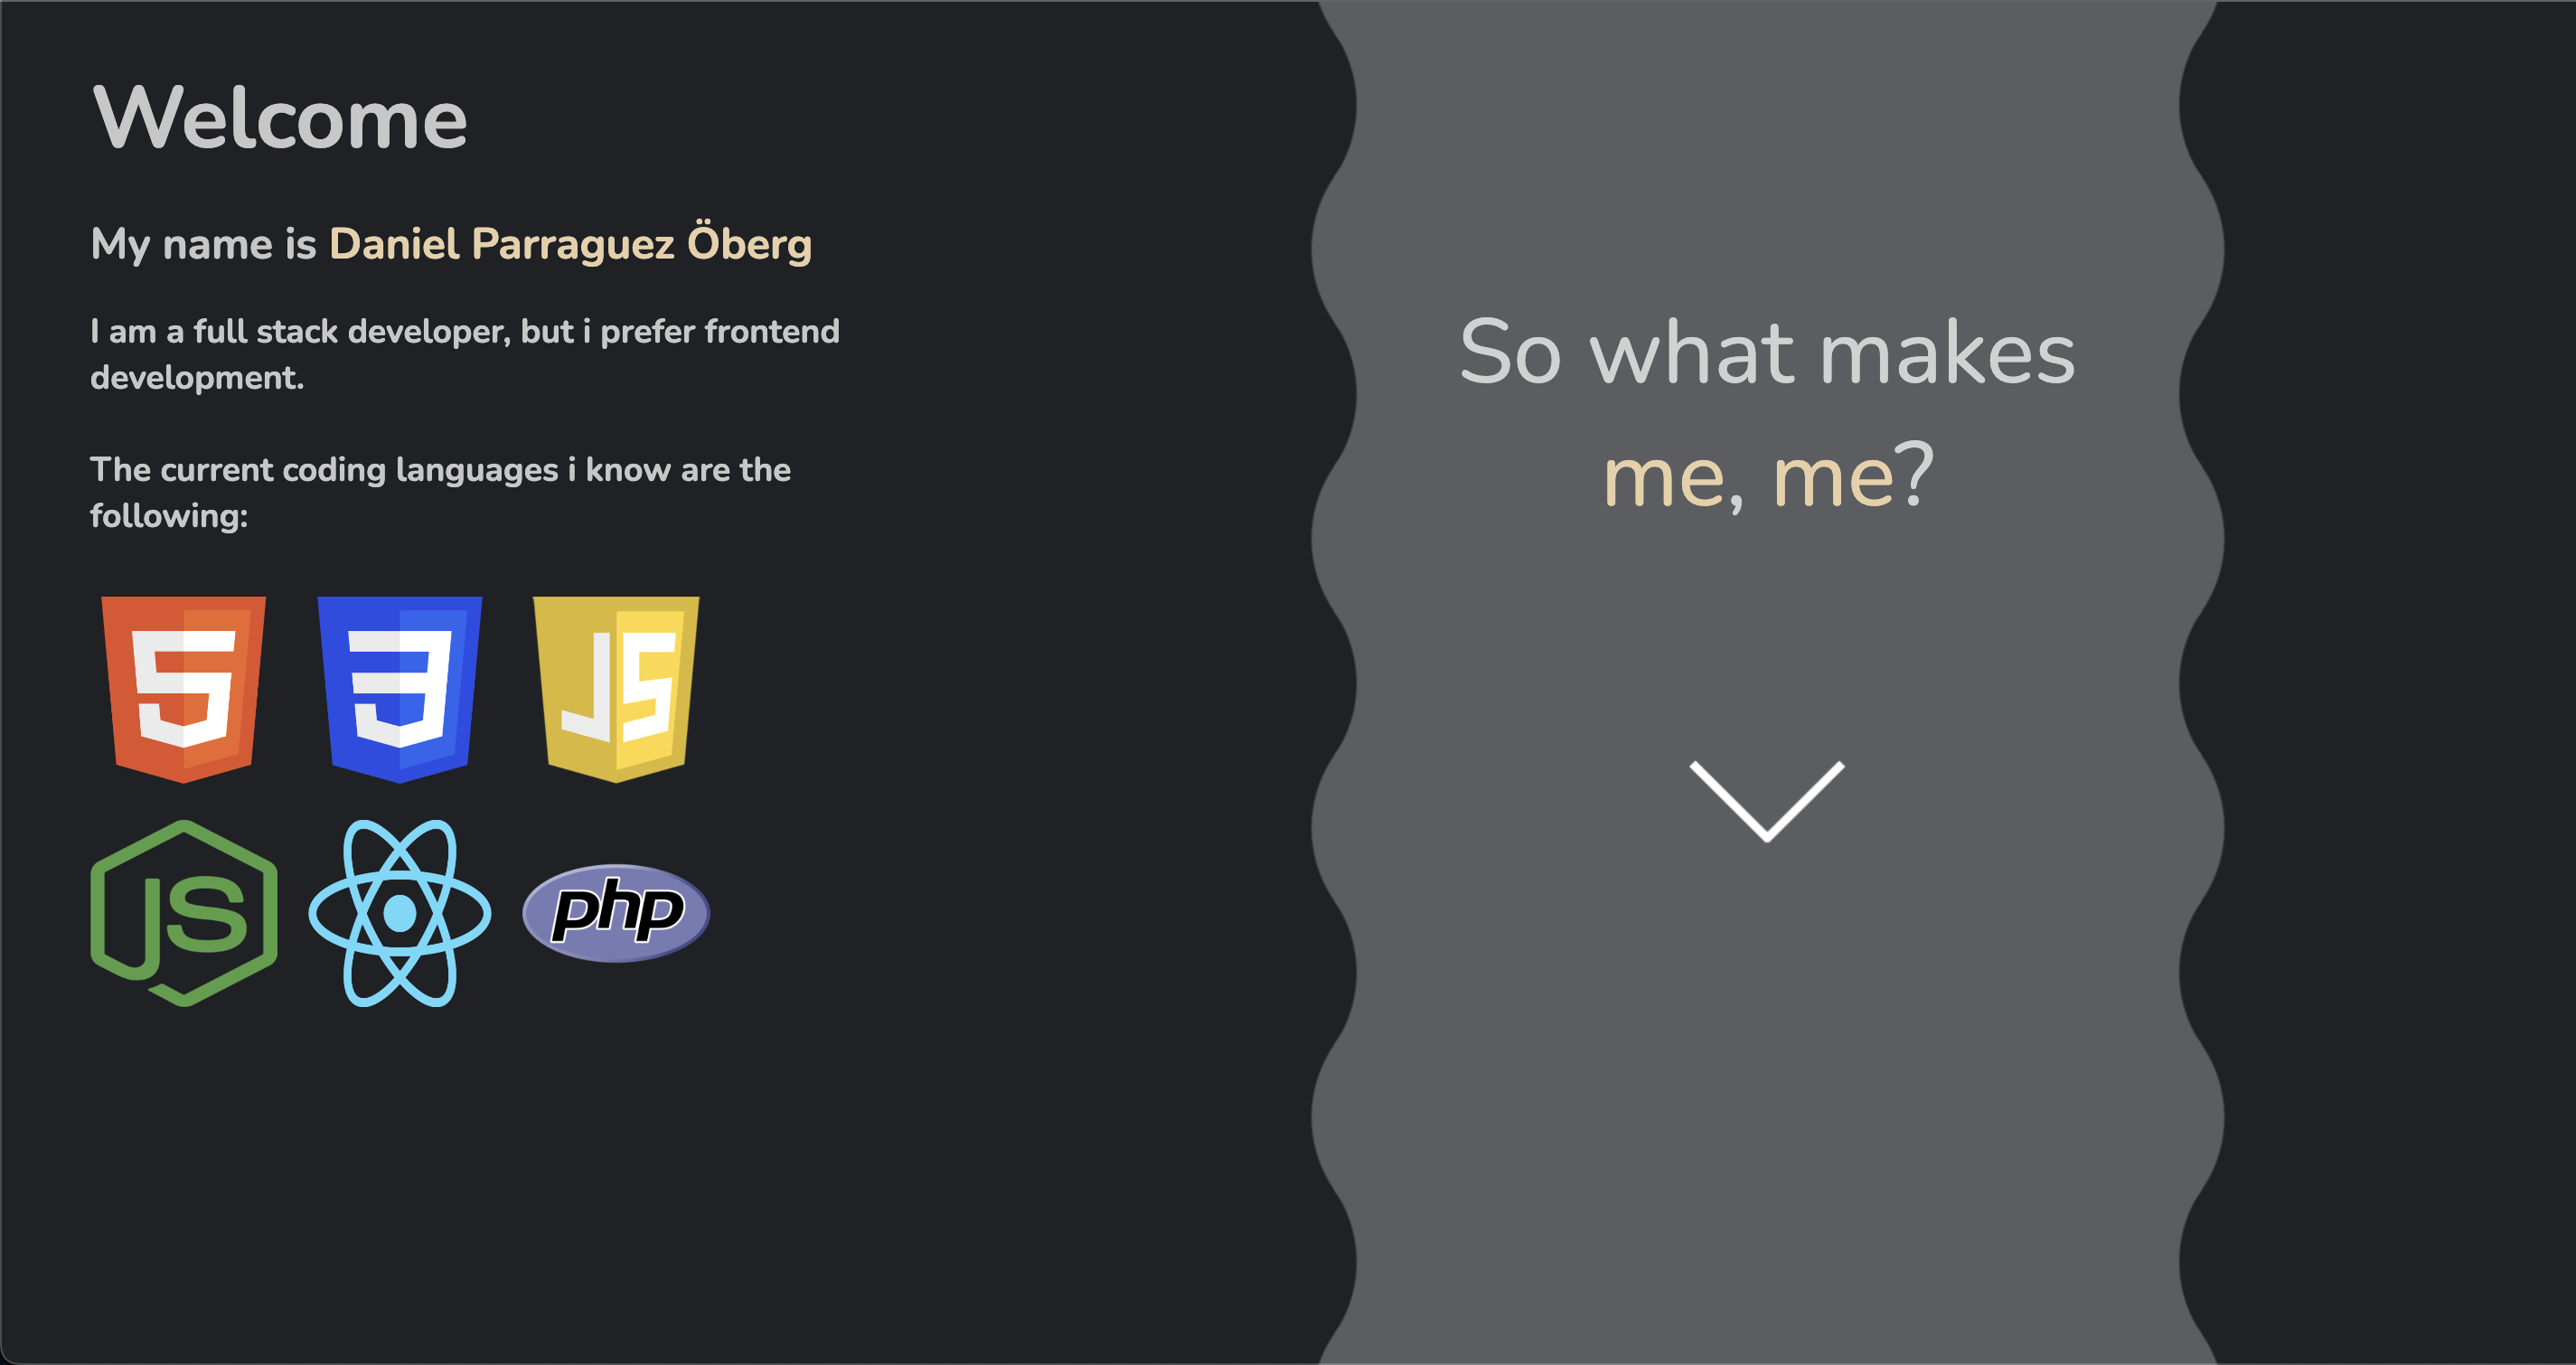 Welcome
My name is Daniel Parraguez Öberg
I am a full stack developer, but i prefer frontend
development.
The current coding languages i know are the
following:
5
3
JS
JS
php
So what makes
me, me?